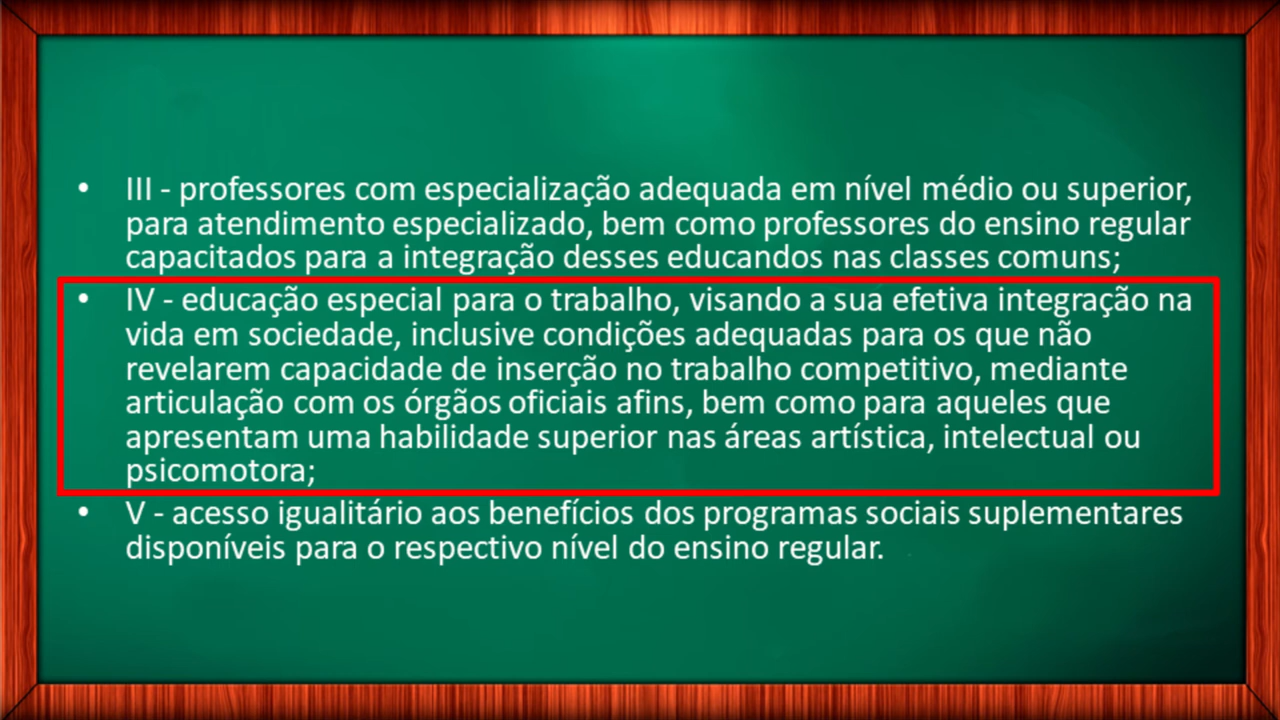 • III - professores com especialização adequada em nível médio ou superior,
para atendimento especializado, bem como professores do ensino regular
capacitados para a integração desses educandos nas classes comuns;
• IV - educação especial para o trabalho, visando a sua efetiva integração na
vida em sociedade, inclusive condições adequadas para os que não
revelarem capacidade de inserção no trabalho competitivo, mediante
articulação com os órgãos oficiais afins, bem como para aqueles que
apresentam uma habilidade superior nas áreas artística, intelectual ou
psicomotora;
• V - acesso igualitário aos benefícios dos programas sociais suplementares
disponíveis para o respectivo nível do ensino regular.